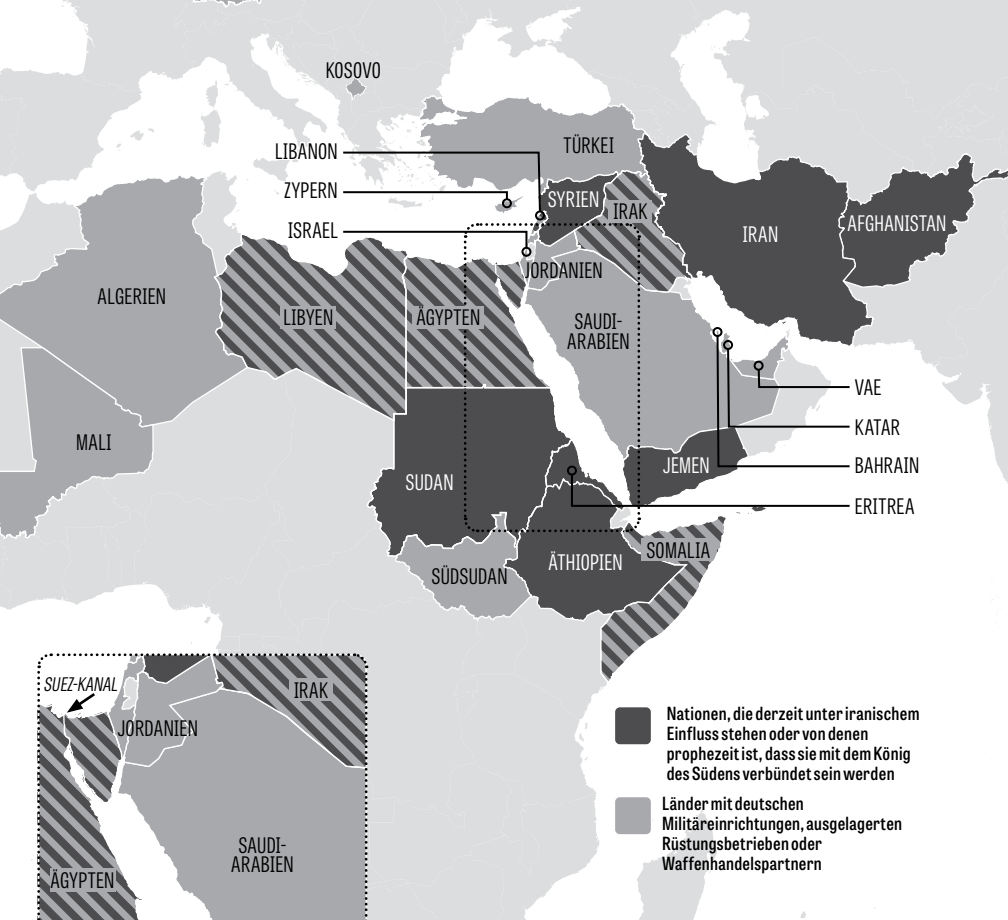 KOSOVO
TÜRKEI
LIBANON
ZYPERN
SYRIEN
IRAK
ISRAEL
IRAN
AFGHANISTAN
JORDANIEN
ALGERIEN
LIBYEN
ÄGYPTEN
SAUDI-
ARABIEN
VAE
MALI
KATAR
JEMEN
BAHRAIN
SUDAN
ERITREA
SOMALIA
ÄTHIOPIEN
SÜDSUDAN
SUEZ-KANAL
IRAK
JORDANIEN
SAUDI-
ARABIEN
ÄGYPTEN
Nationen, die derzeit unter iranischem
Einfluss stehen oder von denen
prophezeit ist, dass sie mit dem König
des Südens verbündet sein werden
Länder mit deutschen
Militäreinrichtungen, ausgelagerten
Rüstungsbetrieben oder
Waffenhandelspartnern